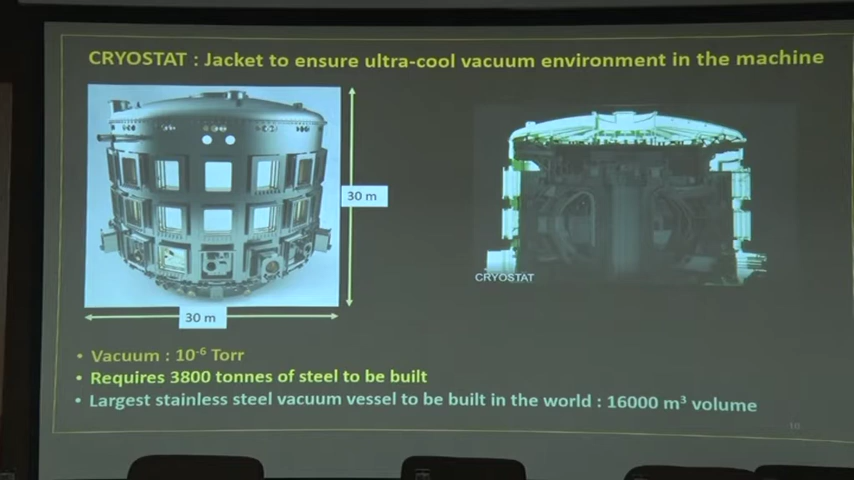 CRYOSTAT : Jacket to ensure ultra-cool vacuum environment in the machine
30 m
30 m
CRYOSTAT
• Vacuum : 10⁻⁶ Torr
• Requires 3800 tonnes of steel to be built
• Largest stainless steel vacuum vessel to be built in the world : 16000 m³ volume
10